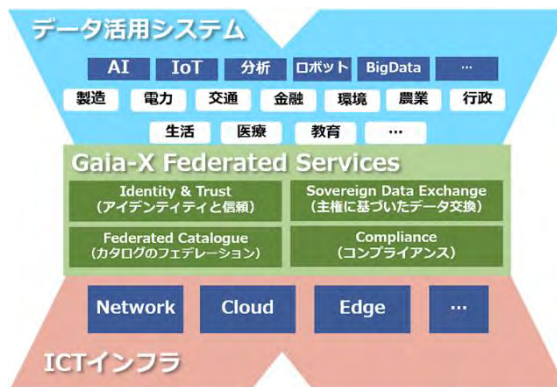 データ活用システム
AI IoT 分析 ロボット BigData …
製造 電力 交通 金融 環境 農業 行政
生活 医療 教育 …
Gaia-X Federated Services
Identity & Trust
(アイデンティティと信頼)
Sovereign Data Exchange
(主権に基づいたデータ交換)
Federated Catalogue
(カタログのフェデレーション)
Compliance
(コンプライアンス)
Network Cloud Edge …
ICTインフラ